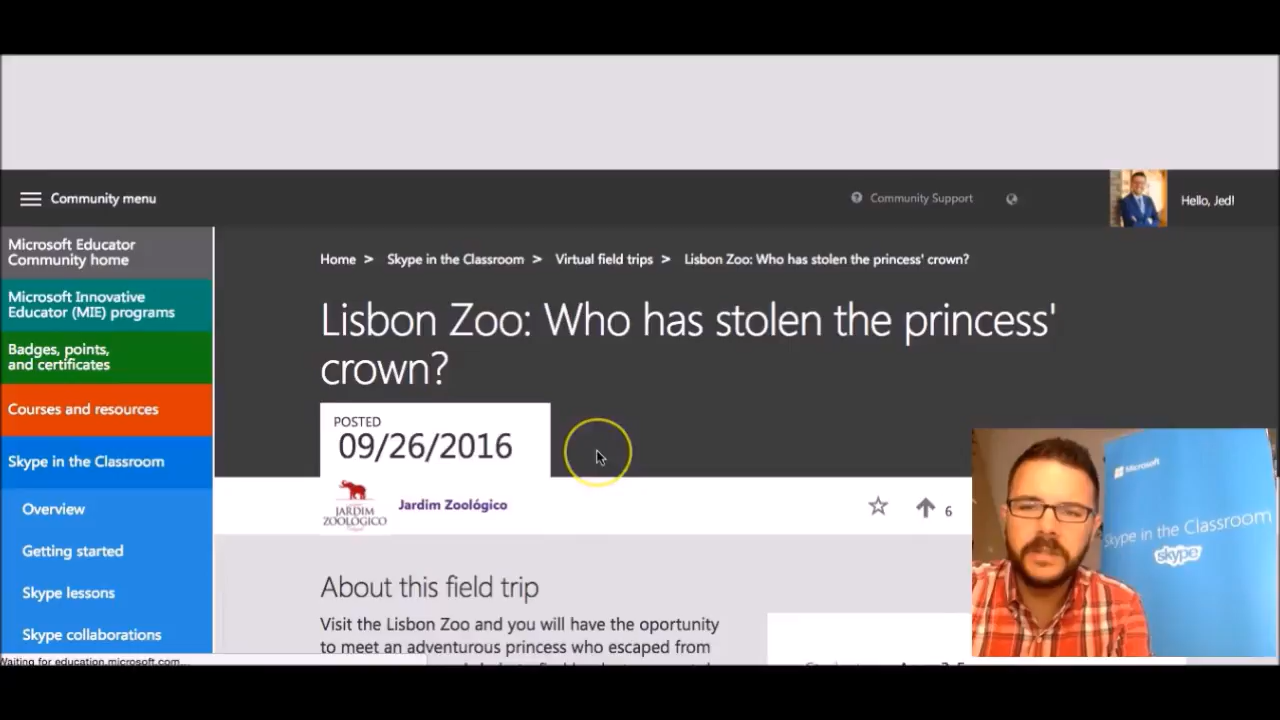 Community menu
Community Support
Hello, Jed!
Microsoft Educator
Community home
Microsoft Innovative
Educator (MIE) programs
Badges, points,
and certificates
Courses and resources
Skype in the Classroom
Overview
Getting started
Skype lessons
Skype collaborations
Home > Skype in the Classroom > Virtual field trips > Lisbon Zoo: Who has stolen the princess' crown?
Lisbon Zoo: Who has stolen the princess'
crown?
POSTED
09/26/2016
JARDIM
ZOOLÓGICO
Jardim Zoológico
6
About this field trip
Visit the Lisbon Zoo and you will have the opportunity
to meet an adventurous princess who escaped from
Microsoft
Skype in the Classroom
skype
Waiting for education.microsoft.com...